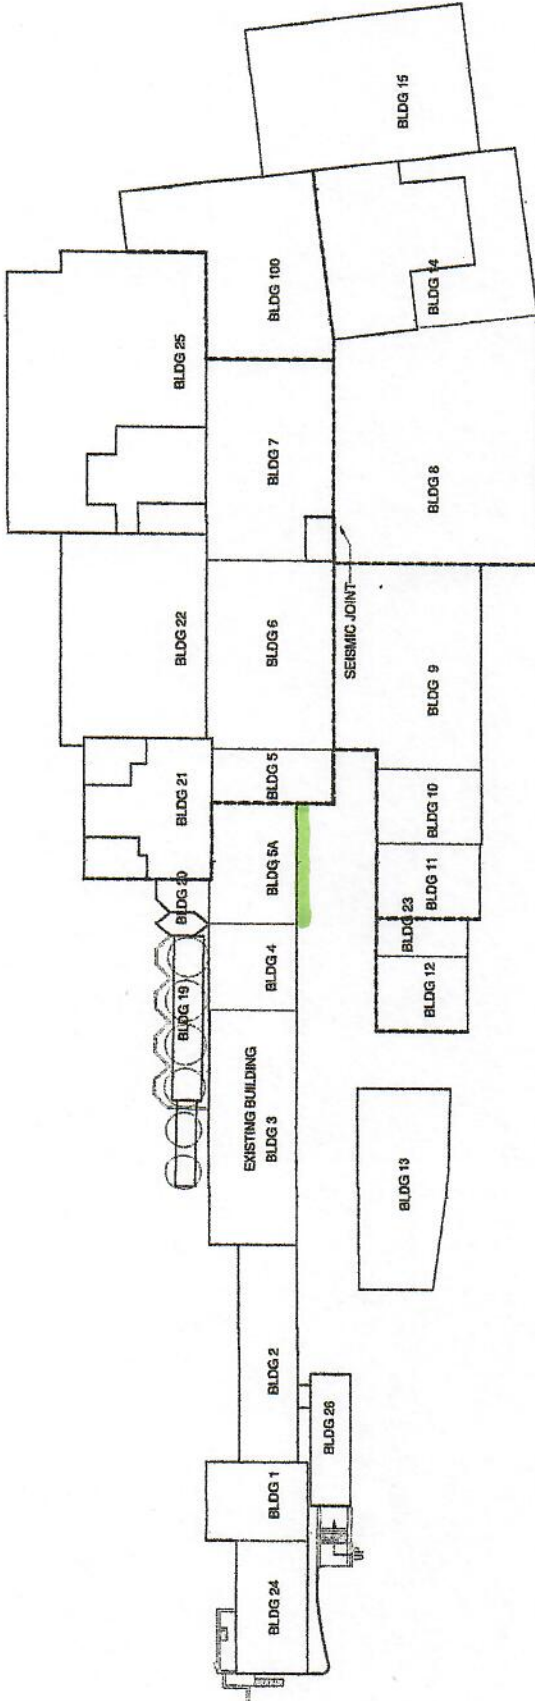 BLDG 24
BLDG 1
BLDG 26
UP
BLDG 2
EXISTING BUILDING
BLDG 3
BLDG 13
BLDG 19
BLDG 4
BLDG 12
BLDG 23
BLDG 20
BLDG 5A
BLDG 11
BLDG 21
BLDG 5
BLDG 10
BLDG 22
BLDG 6
SEISMIC JOINT
BLDG 9
BLDG 25
BLDG 7
BLDG 8
BLDG 100
BLDG 14
BLDG 15